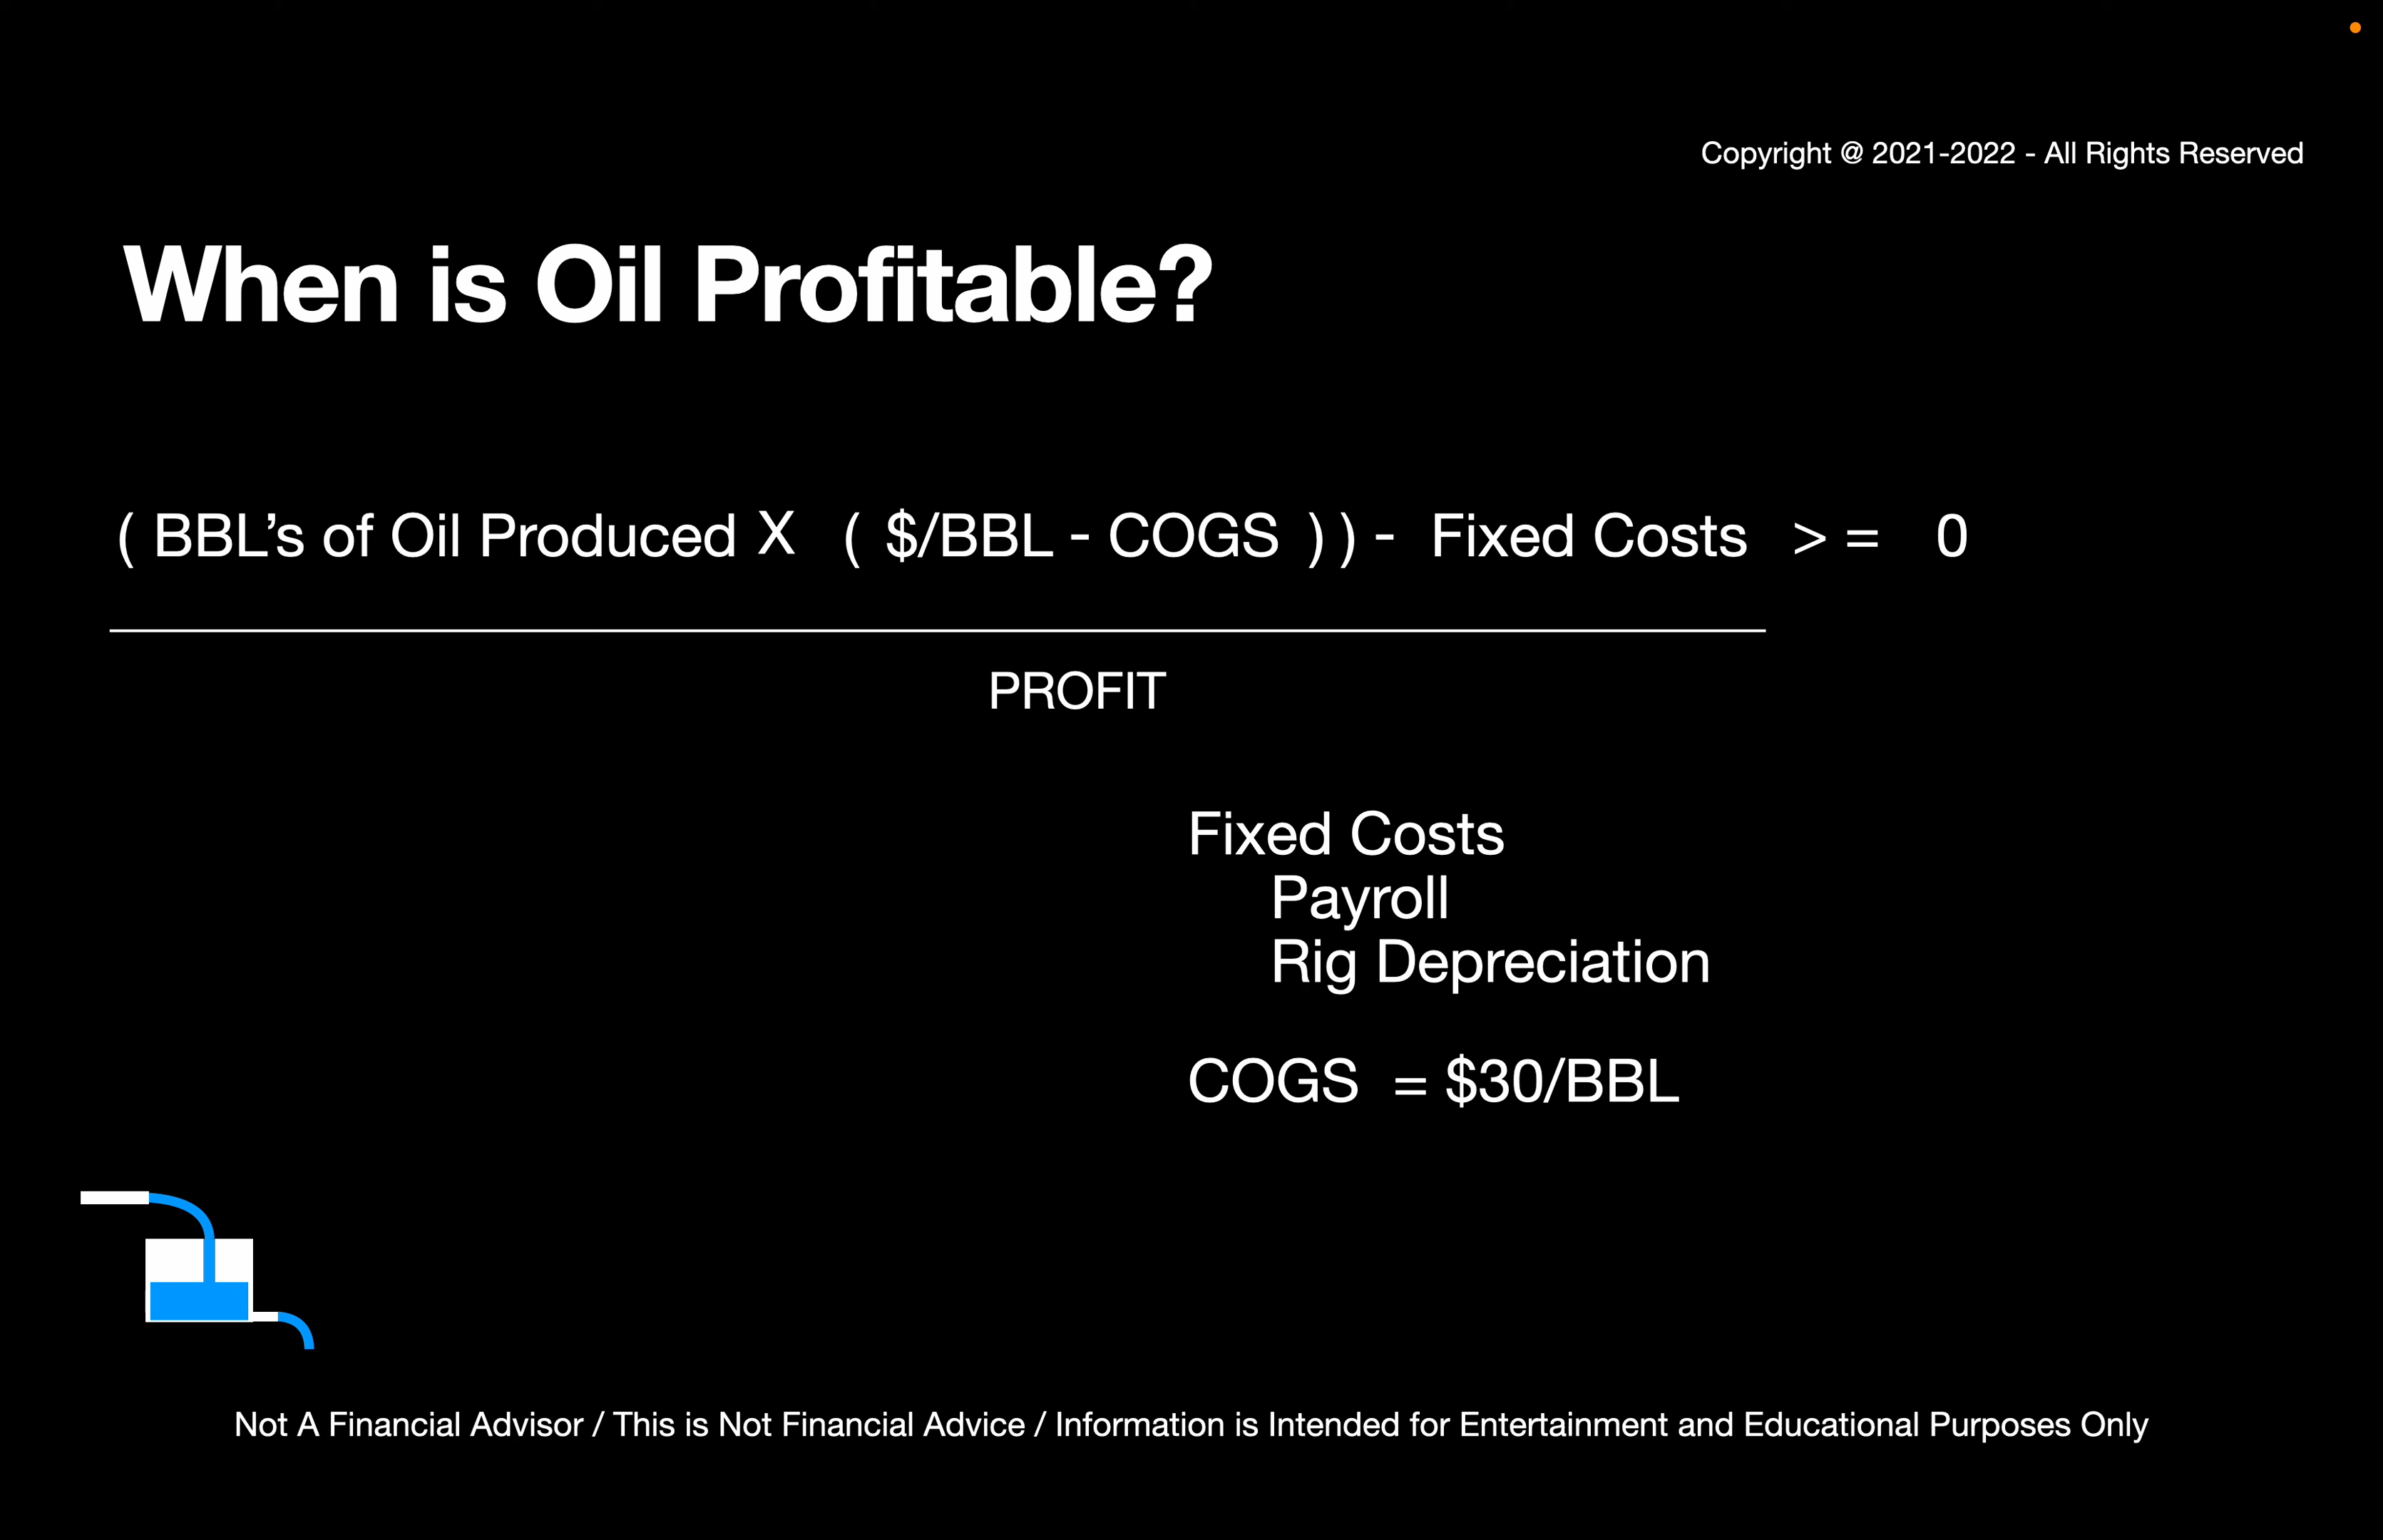 Copyright @ 2021-2022 - All Rights Reserved
When is Oil Profitable?
( BBL’s of Oil Produced X ( $/BBL - COGS ) ) - Fixed Costs > = 0
PROFIT
Fixed Costs
Payroll
Rig Depreciation
COGS = $30/BBL
Not A Financial Advisor / This is Not Financial Advice / Information is Intended for Entertainment and Educational Purposes Only